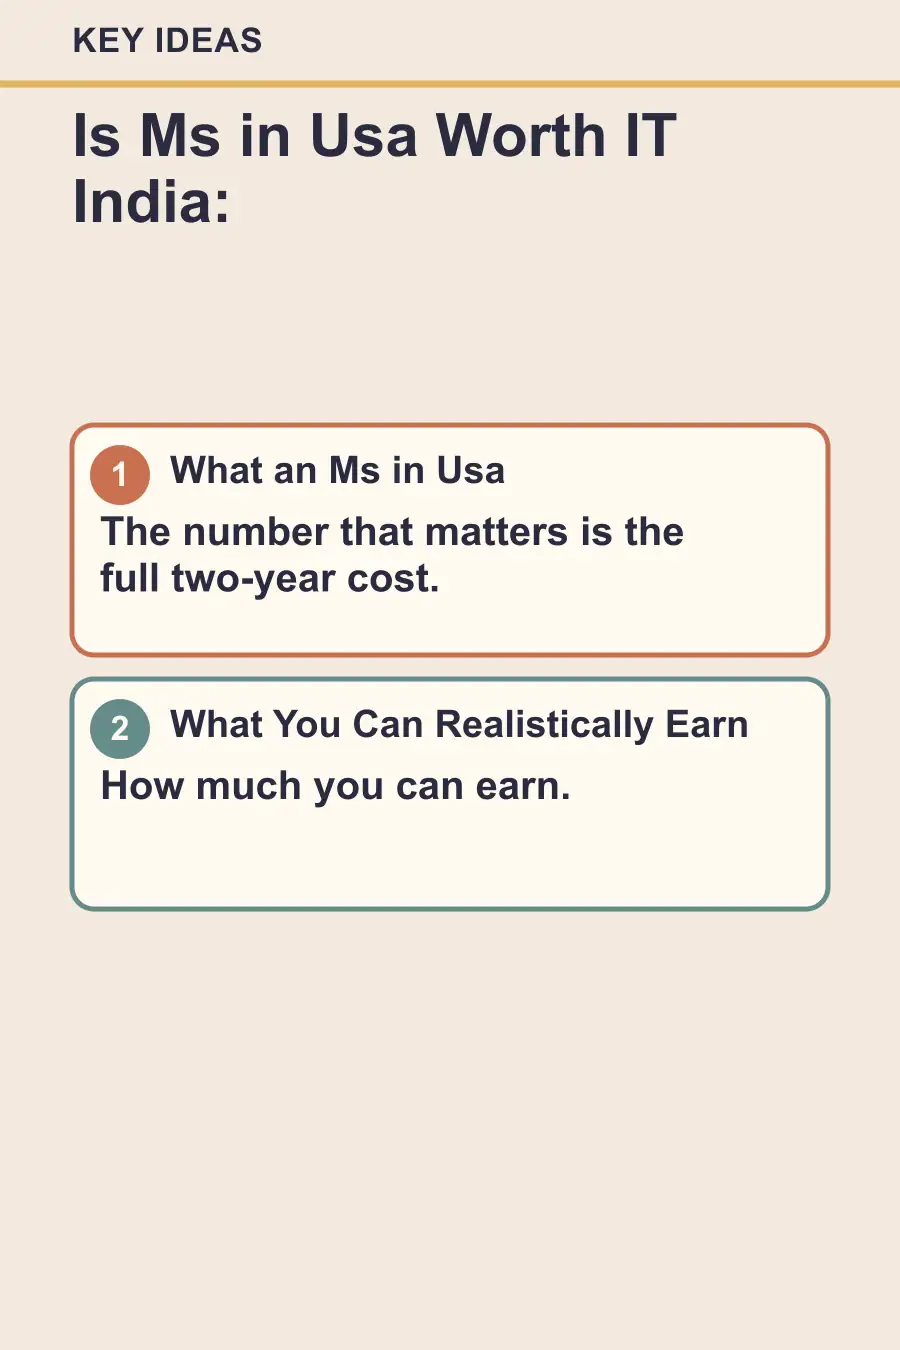 KEY IDEAS
Is Ms in Usa Worth IT
India:
1 What an Ms in Usa
The number that matters is the
full two-year cost.
2 What You Can Realistically Earn
How much you can earn.